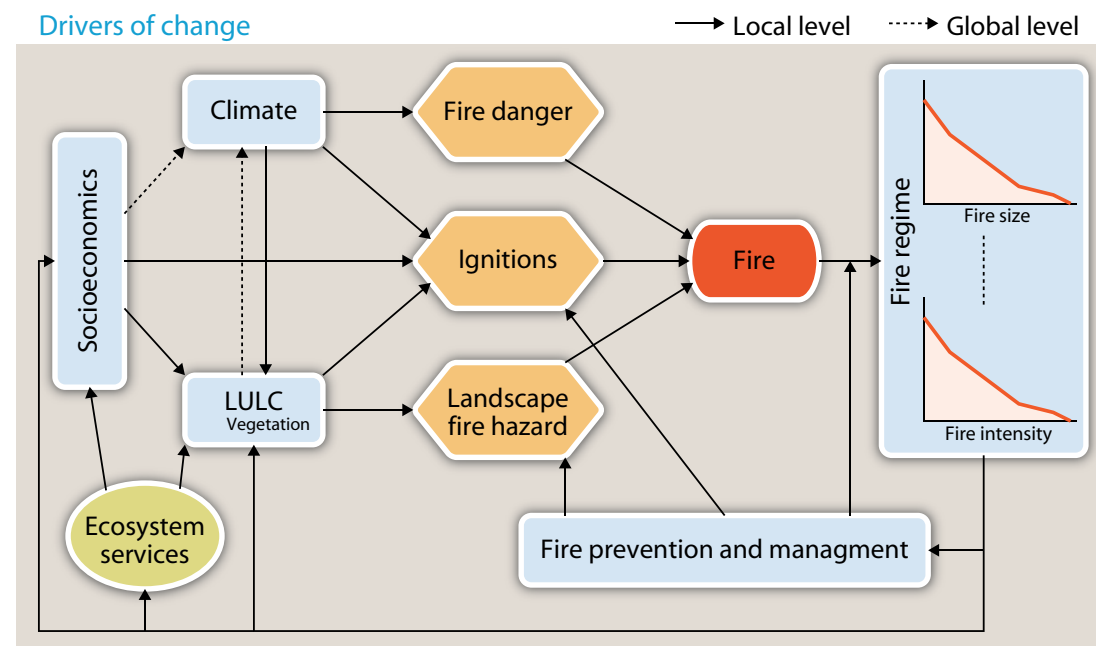 Drivers of change
Local level
Global level
Climate
Fire danger
Socioeconomics
Ignitions
Fire
Fire regime
Fire size
Fire intensity
LULC
Vegetation
Landscape
fire hazard
Ecosystem
services
Fire prevention and managment